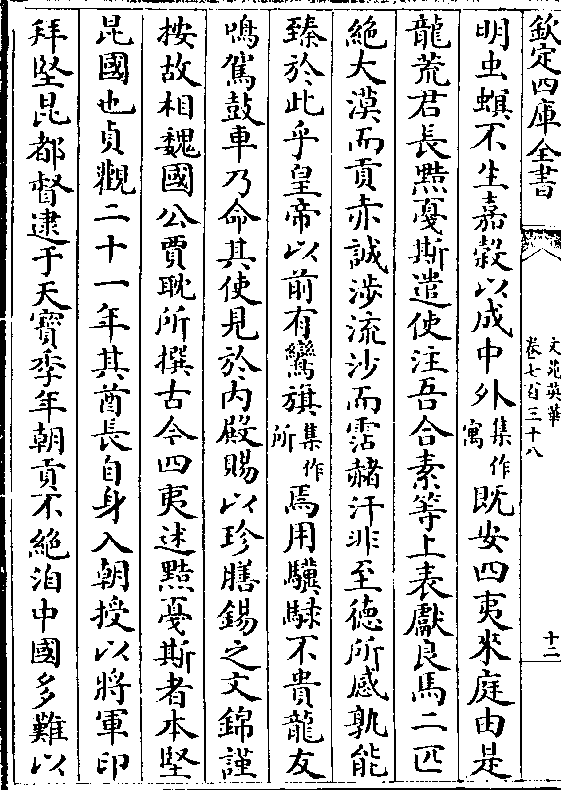 欽定四庫全書
文苑英華
卷七百三十八
十二
明虫螟不生嘉穀以成中外集作寓既安四夷來庭由是
龍荒君長黠戞斯遣使注吾合素等上表獻良馬二匹
絶大漠而貢赤誠涉流沙而霑赭汗非至德所感孰能
臻於此乎皇帝以前有鸞旗集作所焉用驥騄不貴龍友
鳴鸞鼓車乃命其使見於内殿賜以珍膳錫之文錦謹
按故相魏國公賈耽所撰古今四夷述黠戞斯者本堅
昆國也貞觀二十一年其酋長自身入朝授以將軍印
拜堅昆都督逮于天寳季年朝貢不絶洎中國多難以